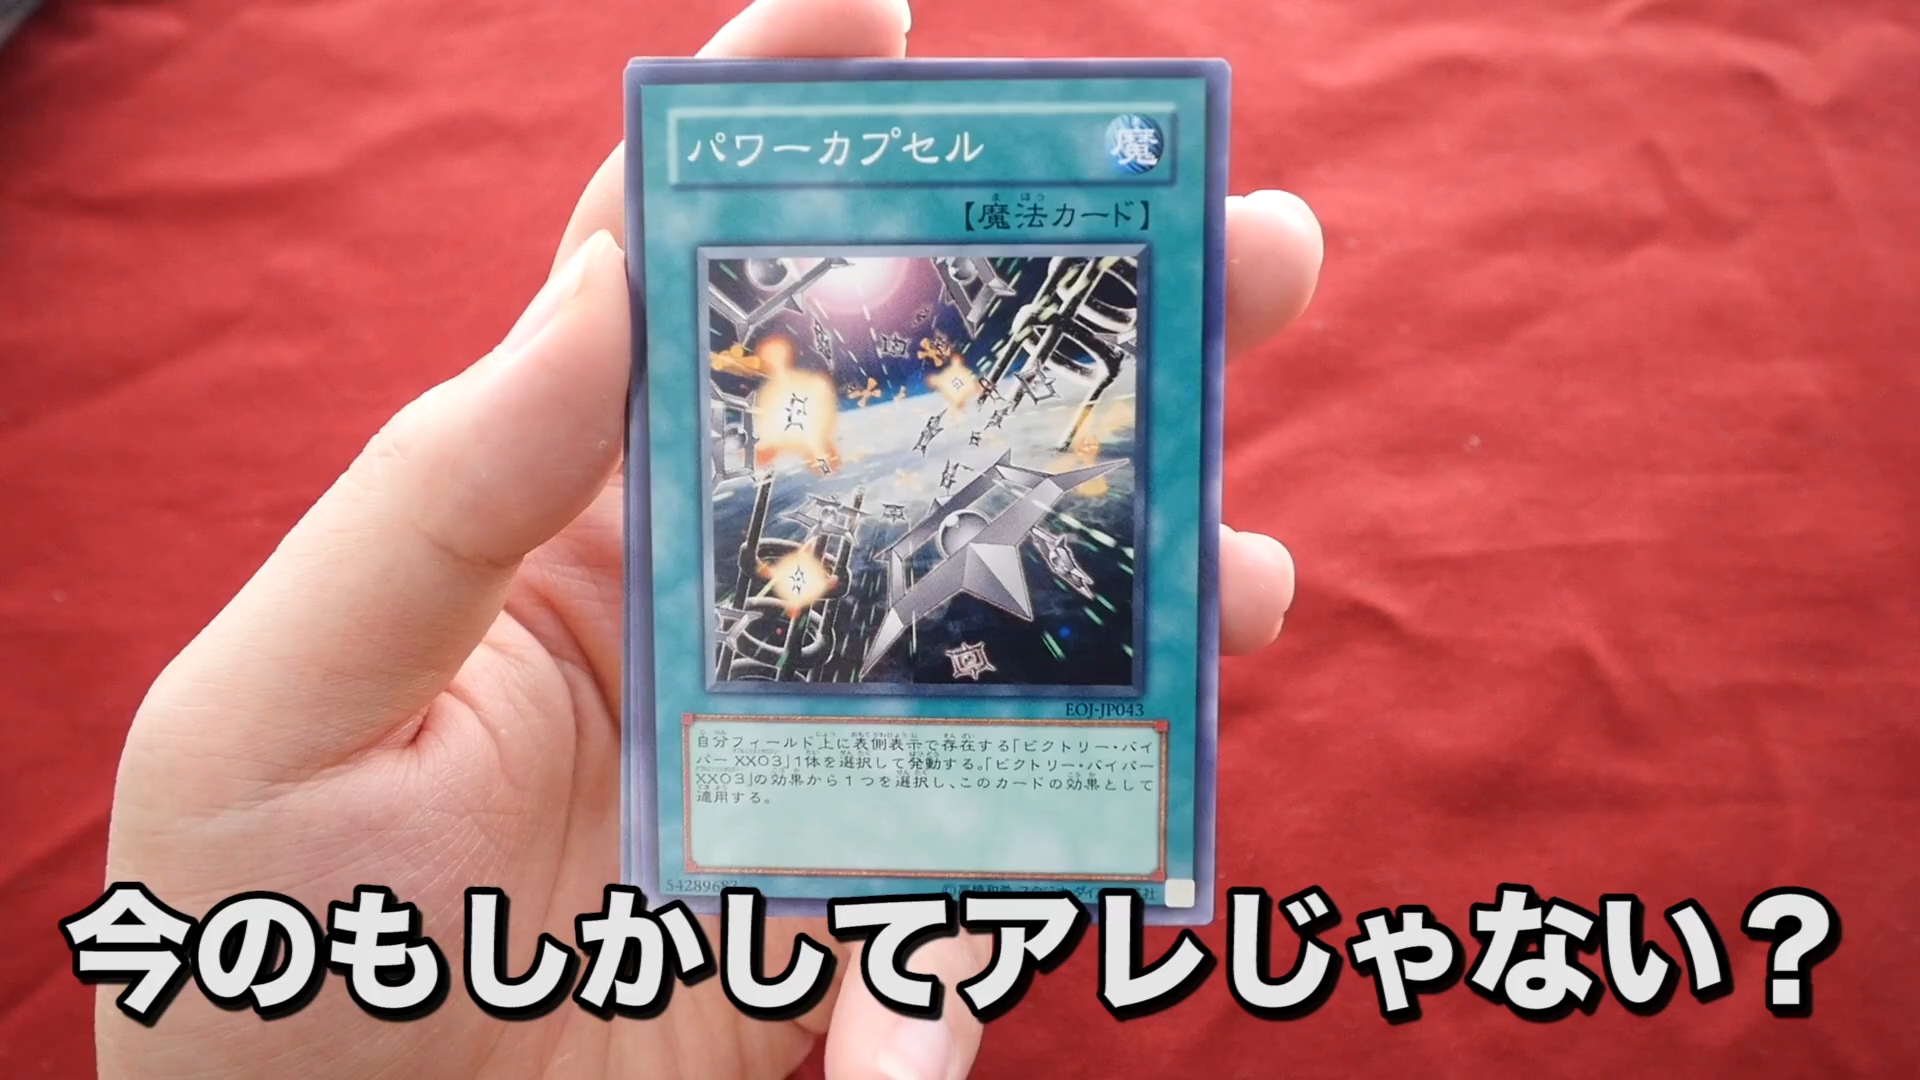 パワーカプセル
魔
【魔法カード】
EOJ-JP043
自分フィールド上に表側表示で存在する「ビクトリー・バイ
パー XX03」1体を選択して発動する。「ビクトリー・バイパー
XX03」の効果から1つを選択し、このカードの効果として
適用する。
今のもしかしてアレじゃない？